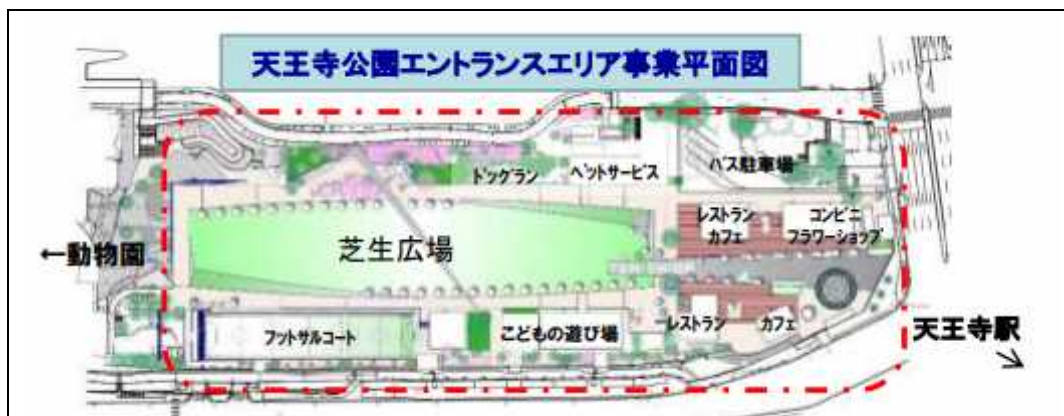 天王寺公園エントランスエリア事業平面図
ドッグラン
ペットサービス
バス駐車場
レストラン
カフェ
コンビニ
フラワーショップ
←動物園
芝生広場
フットサルコート
こどもの遊び場
レストラン
カフェ
天王寺駅